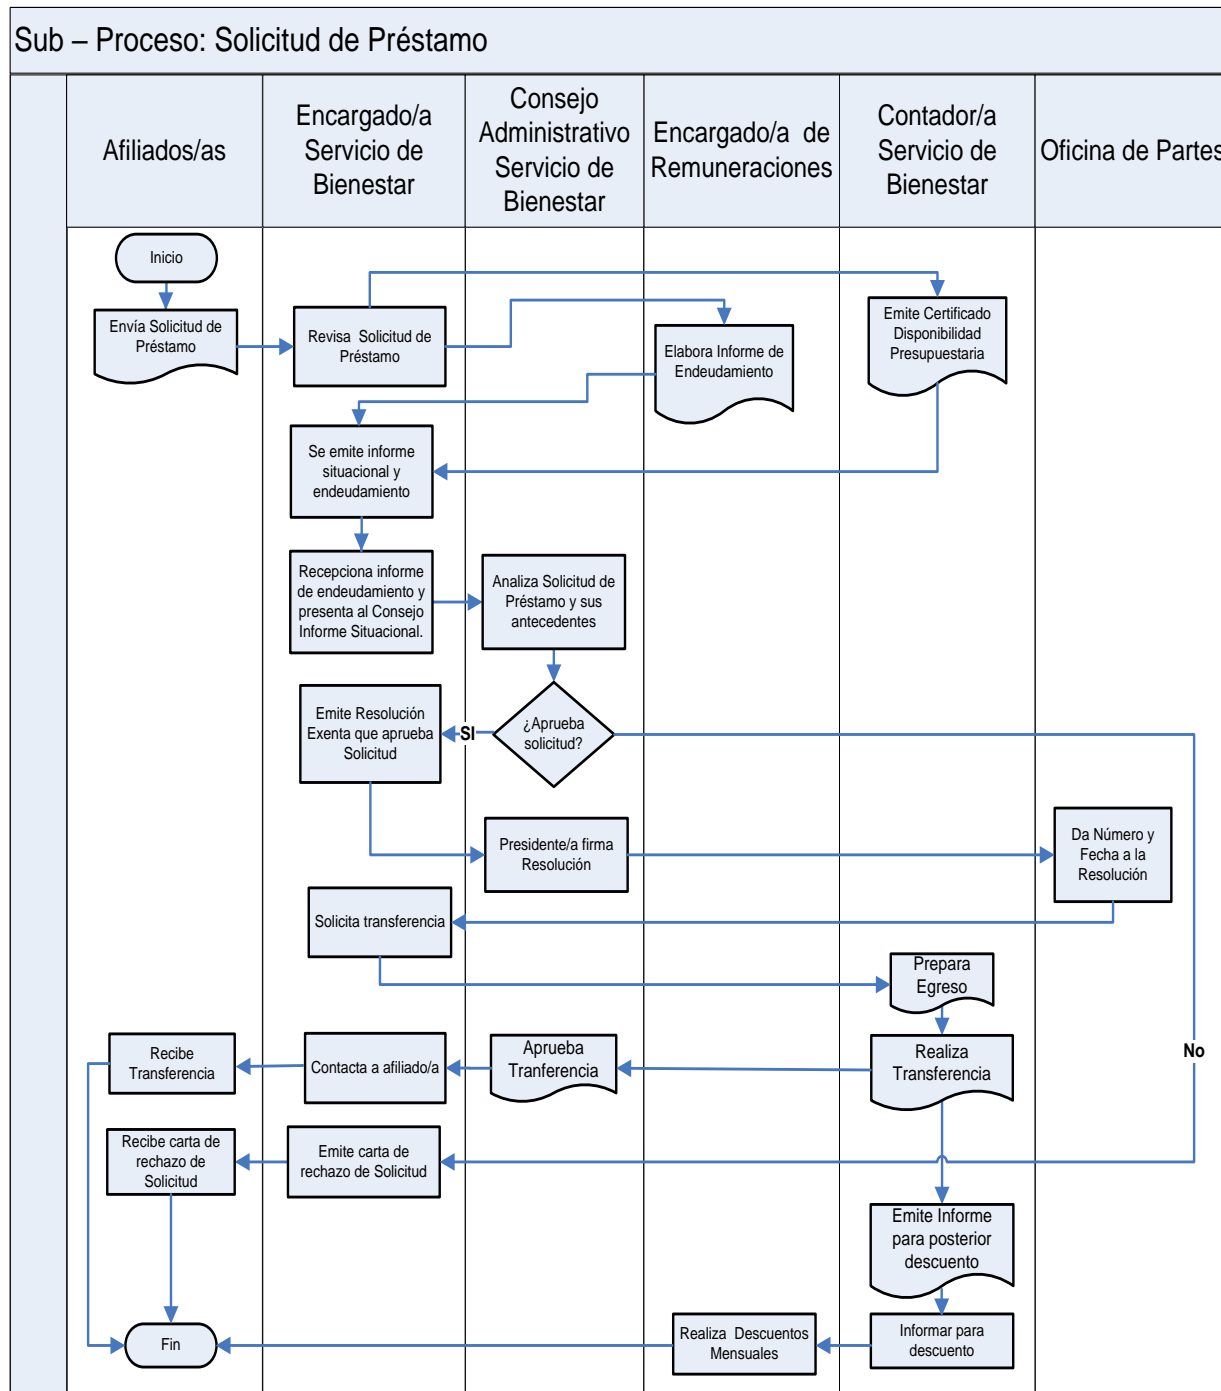 Sub – Proceso: Solicitud de Préstamo
Afiliados/as
Encargado/a
Servicio de
Bienestar
Consejo
Administrativo
Servicio de
Bienestar
Encargado/a de
Remuneraciones
Contador/a
Servicio de
Bienestar
Oficina de Partes
Inicio
Envía Solicitud de
Préstamo
Revisa Solicitud de
Préstamo
Elabora Informe de
Endeudamiento
Emite Certificado
Disponibilidad
Presupuestaria
Se emite informe
situacional y
endeudamiento
Recepciona informe
de endeudamiento y
presenta al Consejo
Informe Situacional.
Analiza Solicitud de
Préstamo y sus
antecedentes
¿Aprueba
solicitud?
SI
Emite Resolución
Exenta que aprueba
Solicitud
Presidente/a firma
Resolución
Da Número y
Fecha a la
Resolución
Solicita transferencia
Prepara
Egreso
Realiza
Transferencia
Aprueba
Tranferencia
Contacta a afiliado/a
Recibe
Transferencia
No
Emite carta de
rechazo de Solicitud
Recibe carta de
rechazo de
Solicitud
Emite Informe
para posterior
descuento
Informar para
descuento
Realiza Descuentos
Mensuales
Fin